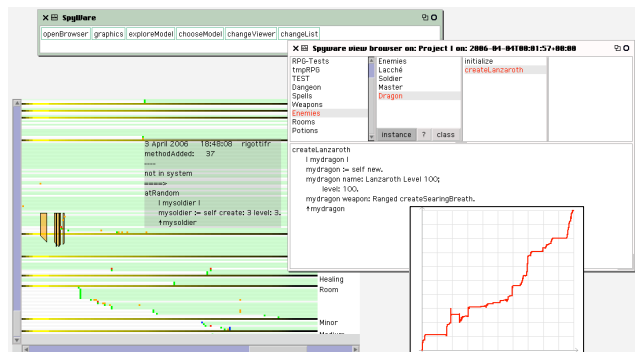 SpyWare
openBrowser graphics exploreModel chooseModel changeViewer changeList
Spyware view browser on: Project I on: 2006-04-04T00:01:57+00:00
RPG-Tests
tmpRPG
TEST
Dangeon
Spells
Weapons
Enemies
Rooms
Potions
Enemies
Lacché
Soldier
Master
Dragon
instance ? class
initialize
createLanzaroth
createLanzaroth
| mydragon |
mydragon := self new.
mydragon name: Lanzaroth Level 100;
level: 100.
mydragon weapon: Ranged createSearingBreath.
↑mydragon
3 April 2006 18:48:08 rigottifr
methodAdded: 37
----
not in system
=====>
atRandom
| mysoldier |
mysoldier := self create: 3 level: 3.
↑mysoldier
Healing
Room
Minor
Medium